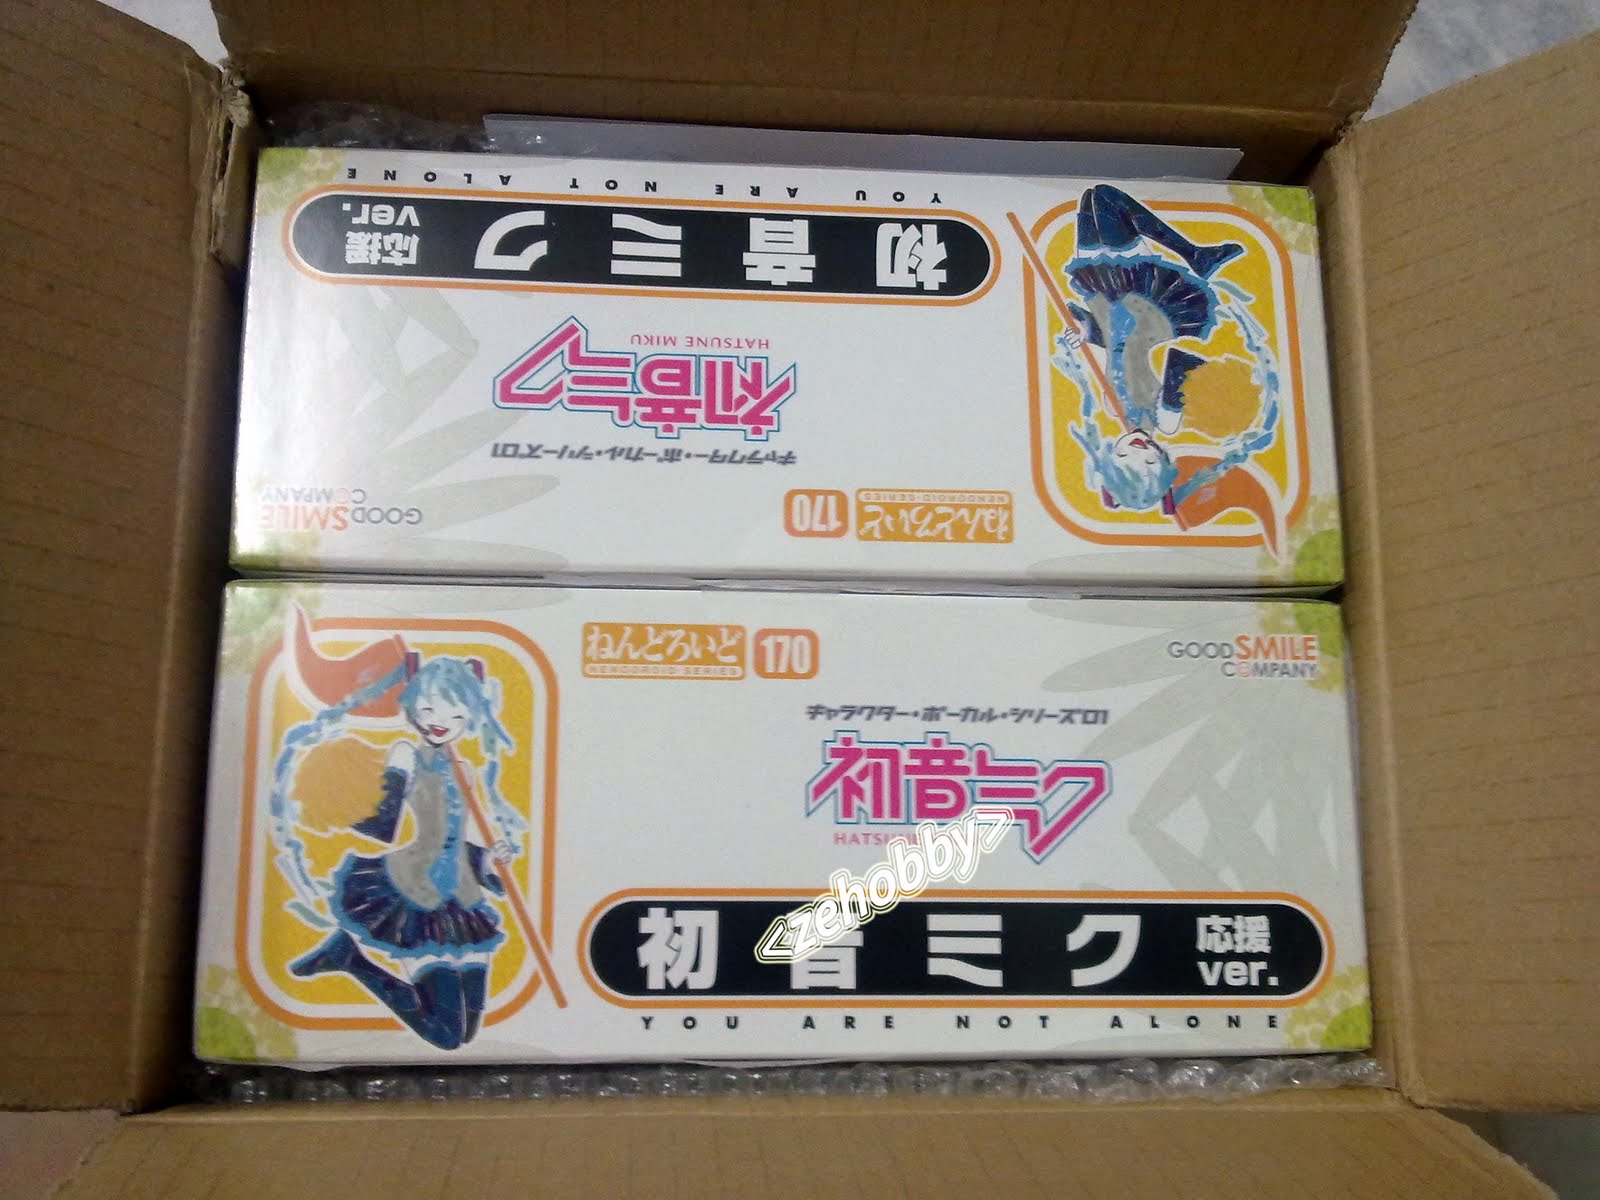 YOU ARE NOT ALONE
初音ミク 応援 ver.
初音ミク
HATSUNE MIKU
キャラクター・ボーカル・シリーズ01
ねんどろいど 170
NENDOROID-SERIES
GOOD SMILE
COMPANY
ねんどろいど 170
NENDOROID-SERIES
GOOD SMILE
COMPANY
キャラクター・ボーカル・シリーズ01
初音ミク
HATSUNE
<zehobby>
初音ミク 応援 ver.
YOU ARE NOT ALONE